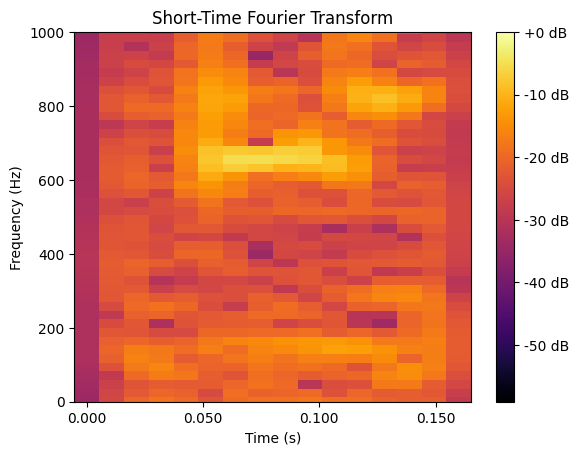 Short-Time Fourier Transform
1000
800
600
400
200
0
Frequency (Hz)
0.000
0.050
0.100
0.150
Time (s)
+0 dB
-10 dB
-20 dB
-30 dB
-40 dB
-50 dB